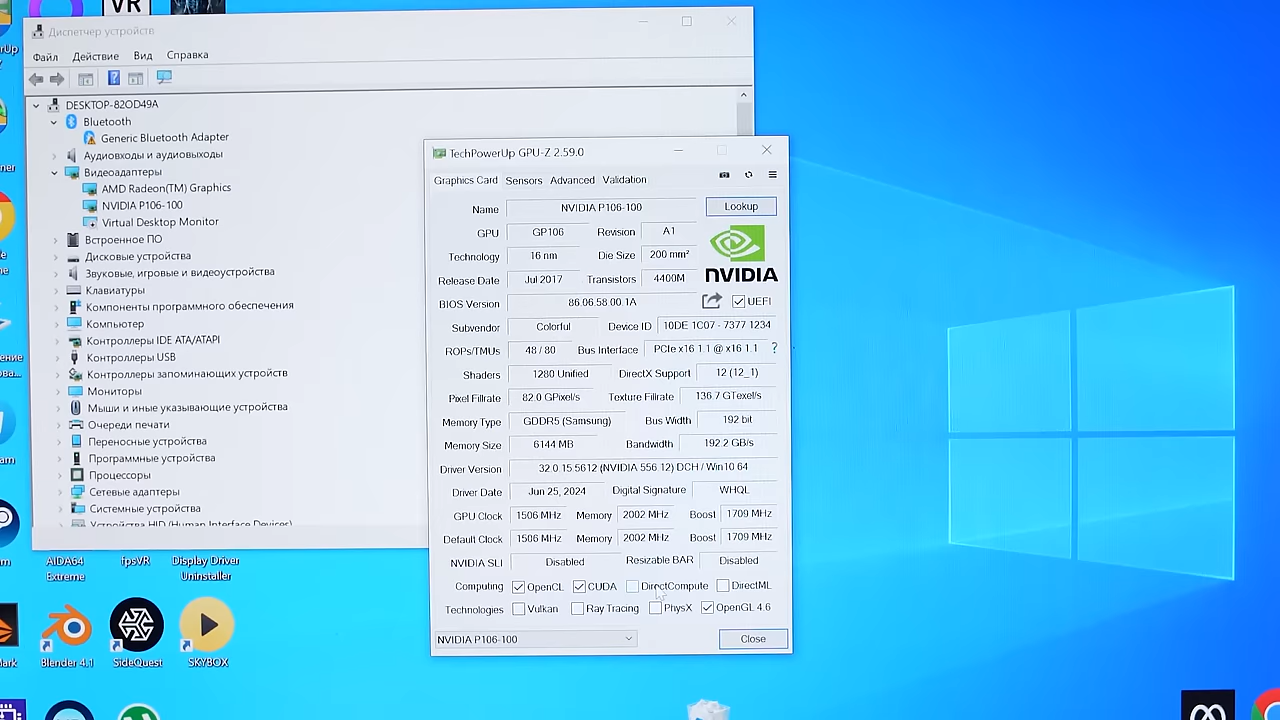 VR
Диспетчер устройств
Файл Действие Вид Справка
DESKTOP-82OD49A
Bluetooth
Generic Bluetooth Adapter
Аудиовходы и аудиовыходы
Видеоадаптеры
AMD Radeon(TM) Graphics
NVIDIA P106-100
Virtual Desktop Monitor
Встроенное ПО
Дисковые устройства
Звуковые, игровые и видеоустройства
Клавиатуры
Компоненты программного обеспечения
Компьютер
Контроллеры IDE ATA/ATAPI
Контроллеры USB
Контроллеры запоминающих устройств
Мониторы
Мыши и иные указывающие устройства
Очереди печати
Переносные устройства
Программные устройства
Процессоры
Сетевые адаптеры
Системные устройства
Устройства HID (Human Interface Devices)
TechPowerUp GPU-Z 2.59.0
Graphics Card Sensors Advanced Validation
Name NVIDIA P106-100 Lookup
GPU GP106 Revision A1
Technology 16 nm Die Size 200 mm²
Release Date Jul 2017 Transistors 4400M
NVIDIA
BIOS Version 86.06.58.00.1A UEFI
Subvendor Colorful Device ID 10DE 1C07 - 7377 1234
ROPs/TMUs 48 / 80 Bus Interface PCIe x16 1.1 @ x16 1.1 ?
Shaders 1280 Unified DirectX Support 12 (12_1)
Pixel Fillrate 82.0 GPixel/s Texture Fillrate 136.7 GTexel/s
Memory Type GDDR5 (Samsung) Bus Width 192 bit
Memory Size 6144 MB Bandwidth 192.2 GB/s
Driver Version 32.0.15.5612 (NVIDIA 556.12) DCH / Win10 64
Driver Date Jun 25, 2024 Digital Signature WHQL
GPU Clock 1506 MHz Memory 2002 MHz Boost 1709 MHz
Default Clock 1506 MHz Memory 2002 MHz Boost 1709 MHz
NVIDIA SLI Disabled Resizable BAR Disabled
Computing OpenCL CUDA DirectCompute DirectML
Technologies Vulkan Ray Tracing PhysX OpenGL 4.6
NVIDIA P106-100 Close
AIDA64 Extreme
fpsVR
Display Driver Uninstaller
Blender 4.1
SideQuest
SKYBOX